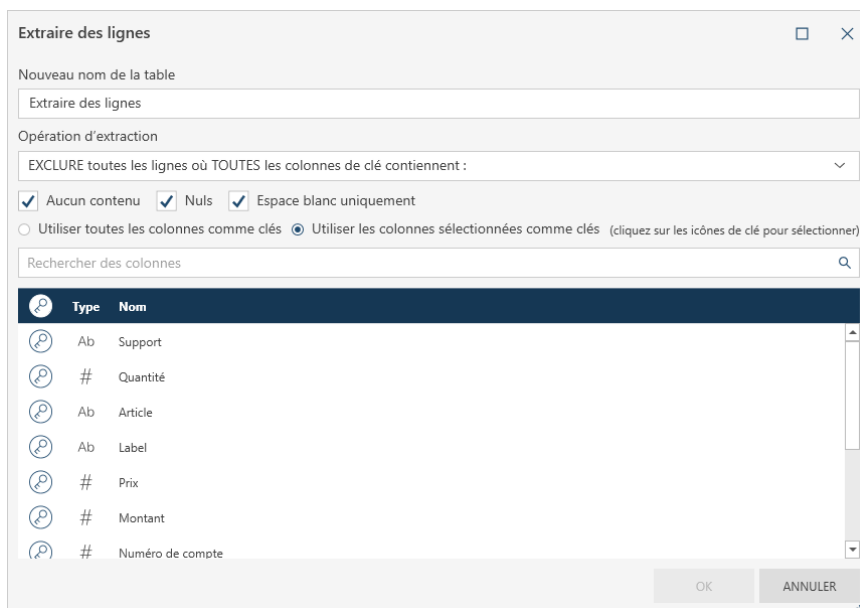 Extraire des lignes
Nouveau nom de la table
Extraire des lignes
Opération d'extraction
EXCLURE toutes les lignes où TOUTES les colonnes de clé contiennent :
Aucun contenu Nuls Espace blanc uniquement
Utiliser toutes les colonnes comme clés Utiliser les colonnes sélectionnées comme clés (cliquez sur les icônes de clé pour sélectionner)
Rechercher des colonnes
Type Nom
Ab Support
# Quantité
Ab Article
Ab Label
# Prix
# Montant
# Numéro de compte
OK ANNULER